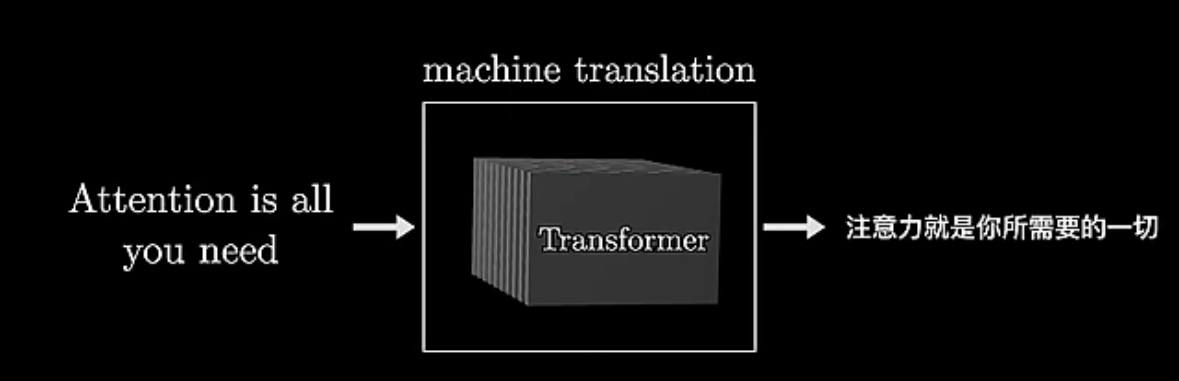 machine translation
Attention is all
you need
Transformer
注意力就是你所需要的一切